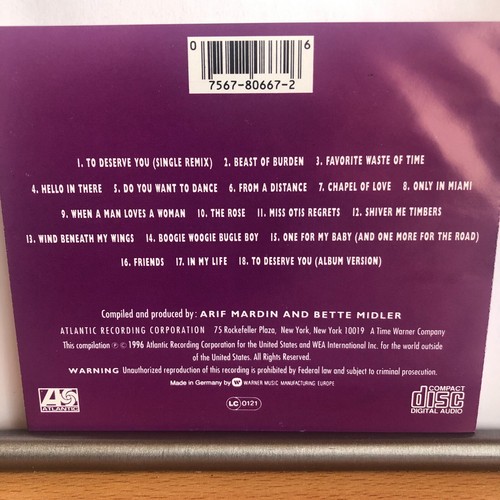 0 6
7567-80667-2
1. TO DESERVE YOU (SINGLE REMIX) 2. BEAST OF BURDEN 3. FAVORITE WASTE OF TIME
4. HELLO IN THERE 5. DO YOU WANT TO DANCE 6. FROM A DISTANCE 7. CHAPEL OF LOVE 8. ONLY IN MIAMI
9. WHEN A MAN LOVES A WOMAN 10. THE ROSE 11. MISS OTIS REGRETS 12. SHIVER ME TIMBERS
13. WIND BENEATH MY WINGS 14. BOOGIE WOOGIE BUGLE BOY 15. ONE FOR MY BABY (AND ONE MORE FOR THE ROAD)
16. FRIENDS 17. IN MY LIFE 18. TO DESERVE YOU (ALBUM VERSION)
Compiled and produced by: ARIF MARDIN AND BETTE MIDLER
ATLANTIC RECORDING CORPORATION 75 Rockefeller Plaza, New York, New York 10019 A Time Warner Company
This compilation ℗ © 1996 Atlantic Recording Corporation for the United States and WEA International Inc. for the world outside
of the United States. All Rights Reserved.
WARNING Unauthorized reproduction of this recording is prohibited by Federal law and subject to criminal prosecution.
Made in Germany by WARNER MUSIC MANUFACTURING EUROPE
ATLANTIC
LC 0121
COMPACT
disc
DIGITAL AUDIO